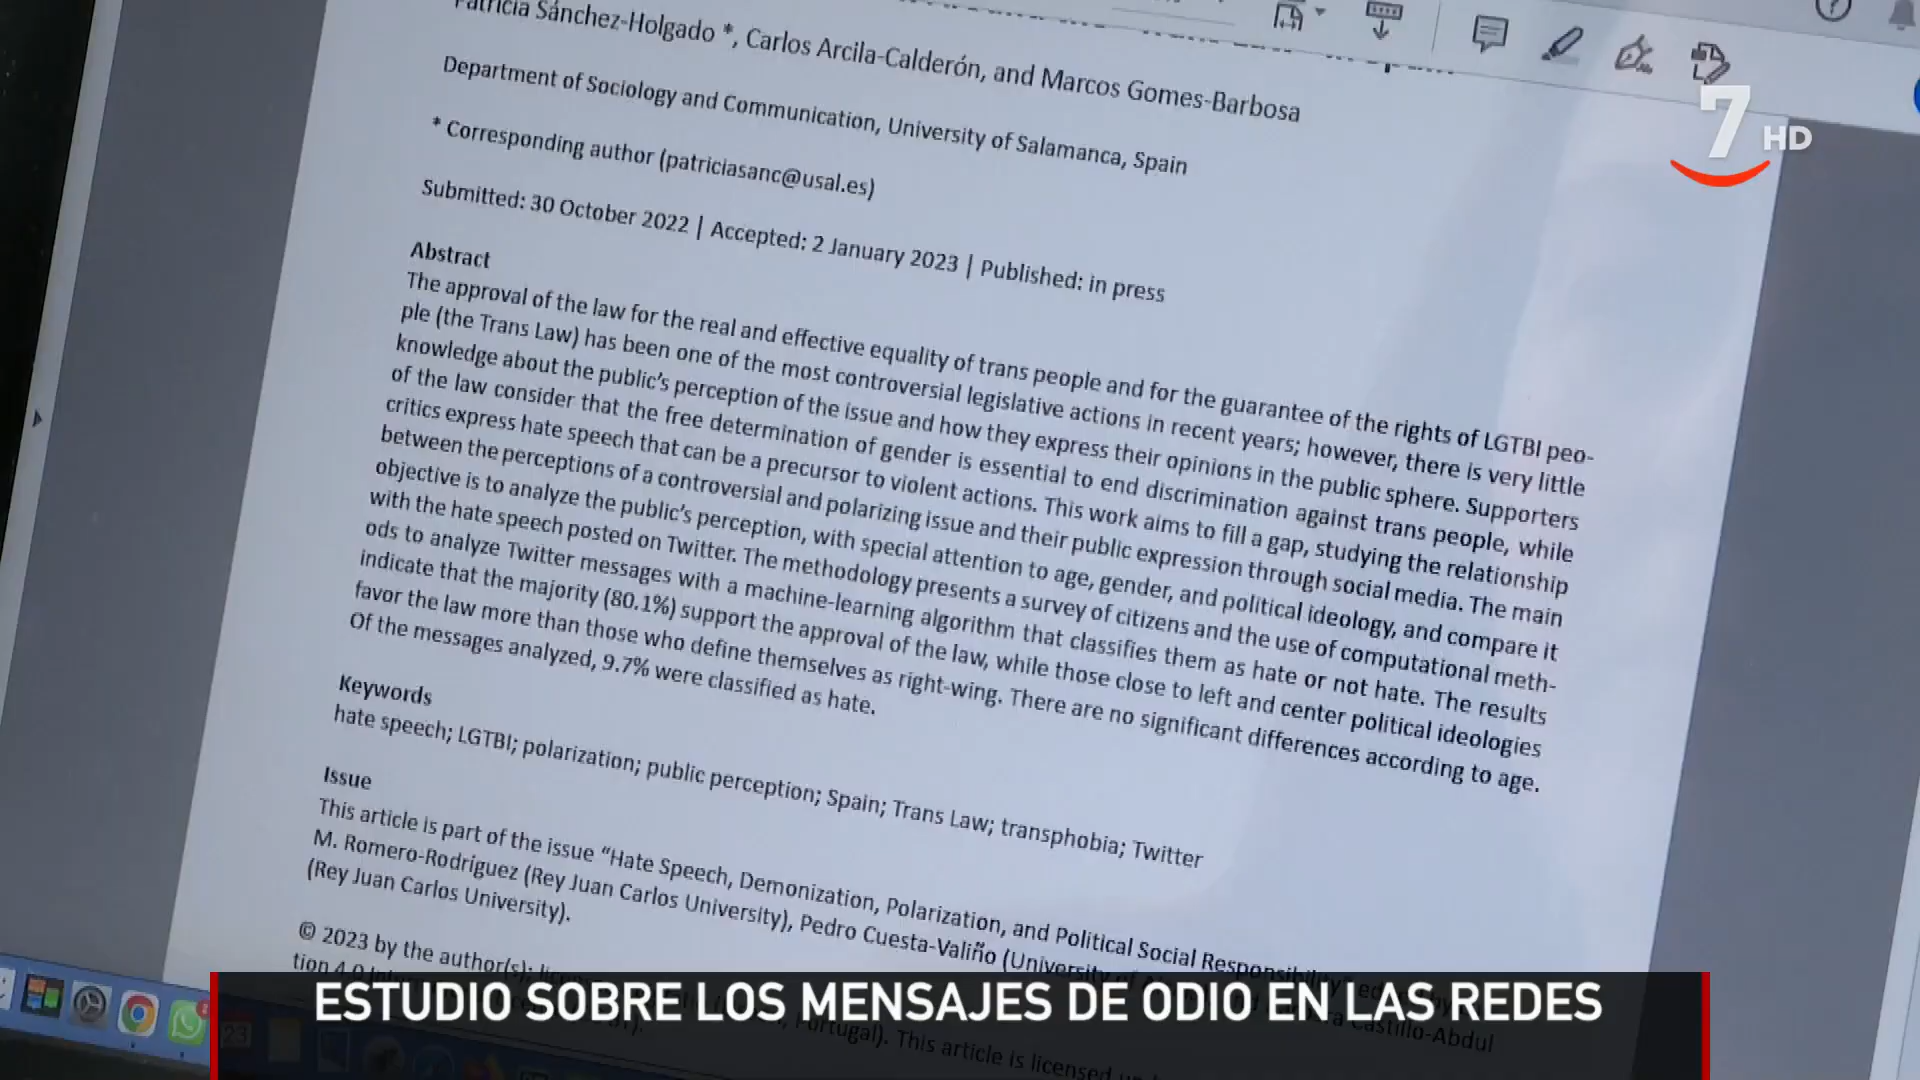 Patricia Sánchez-Holgado *, Carlos Arcila-Calderón, and Marcos Gomes-Barbosa
Department of Sociology and Communication, University of Salamanca, Spain
* Corresponding author (patriciasanc@usal.es)
Submitted: 30 October 2022 | Accepted: 2 January 2023 | Published: in press
7 HD
Abstract
The approval of the law for the real and effective equality of trans people and for the guarantee of the rights of LGTBI peo-
ple (the Trans Law) has been one of the most controversial legislative actions in recent years; however, there is very little
knowledge about the public's perception of the issue and how they express their opinions in the public sphere. Supporters
of the law consider that the free determination of gender is essential to end discrimination against trans people, while
critics express hate speech that can be a precursor to violent actions. This work aims to fill a gap, studying the relationship
between the perceptions of a controversial and polarizing issue and their public expression through social media. The main
objective is to analyze the public's perception, with special attention to age, gender, and political ideology, and compare it
with the hate speech posted on Twitter. The methodology presents a survey of citizens and the use of computational meth-
ods to analyze Twitter messages with a machine-learning algorithm that classifies them as hate or not hate. The results
indicate that the majority (80.1%) support the approval of the law, while those close to left and center political ideologies
favor the law more than those who define themselves as right-wing. There are no significant differences according to age.
Of the messages analyzed, 9.7% were classified as hate.
Keywords
hate speech; LGTBI; polarization; public perception; Spain; Trans Law; transphobia; Twitter
Issue
This article is part of the issue “Hate Speech, Demonization, Polarization, and Political Social Responsibility”
M. Romero-Rodríguez (Rey Juan Carlos University), Pedro Cuesta-Valiño (University of
Castillo-Abdul
(Rey Juan Carlos University).
© 2023 by the author(s);
tion 4.0
Portugal). This article is licensed
ESTUDIO SOBRE LOS MENSAJES DE ODIO EN LAS REDES